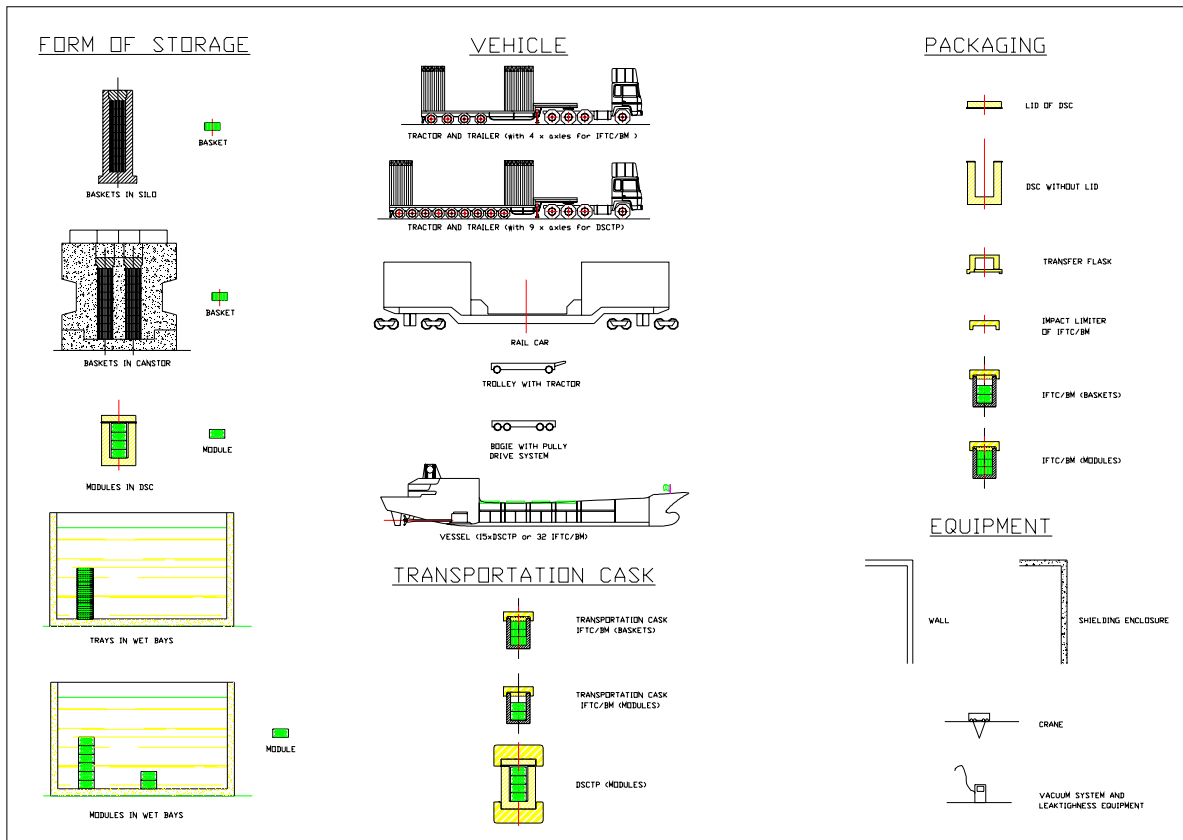 FORM OF STORAGE
BASKETS IN SILO
BASKET
BASKETS IN CANSTOR
BASKET
MODULES IN DSC
MODULE
TRAYS IN WET BAYS
MODULES IN WET BAYS
MODULE
VEHICLE
TRACTOR AND TRAILER (With 4 x axles for IFTC/BM )
TRACTOR AND TRAILER (With 9 x axles for DSCTP)
RAIL CAR
TROLLEY WITH TRACTOR
BOGIE WITH PULLY
DRIVE SYSTEM
VESSEL (15xDSCTP or 32 IFTC/BM)
TRANSPORTATION CASK
TRANSPORTATION CASK
IFTC/BM (BASKETS)
TRANSPORTATION CASK
IFTC/BM (MODULES)
DSCTP (MODULES)
PACKAGING
LID OF DSC
DSC WITHOUT LID
TRANSFER FLASK
IMPACT LIMITER
OF IFTC/BM
IFTC/BM (BASKETS)
IFTC/BM (MODULES)
EQUIPMENT
WALL
SHIELDING ENCLOSURE
CRANE
VACUUM SYSTEM AND
LEAKTIGHNESS EQUIPMENT